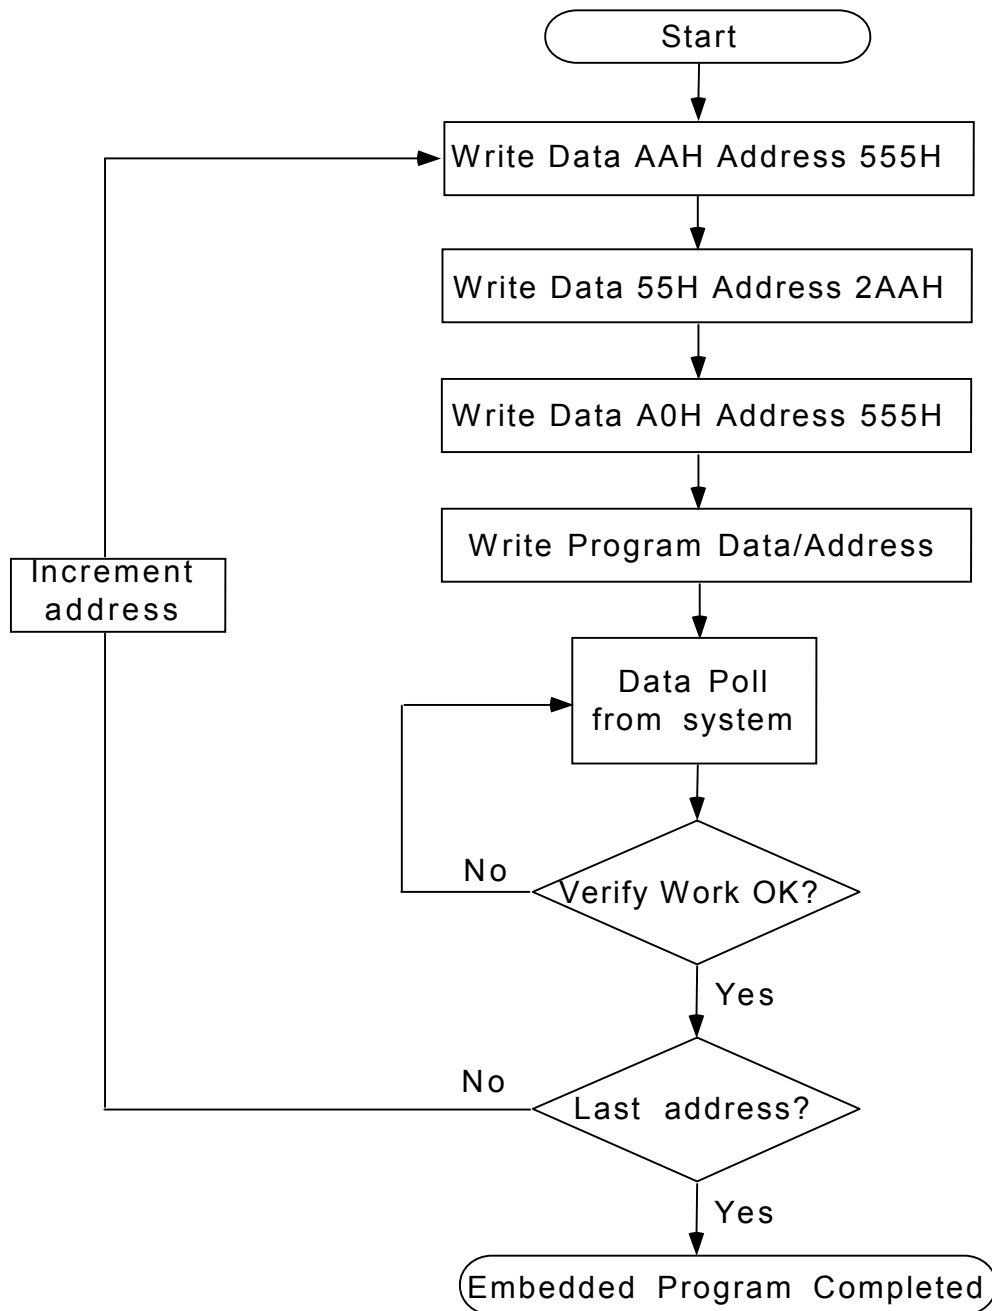 Start
Write Data AAH Address 555H
Write Data 55H Address 2AAH
Write Data A0H Address 555H
Write Program Data/Address
Increment
address
Data Poll
from system
No
Verify Work OK?
Yes
No
Last address?
Yes
Embedded Program Completed